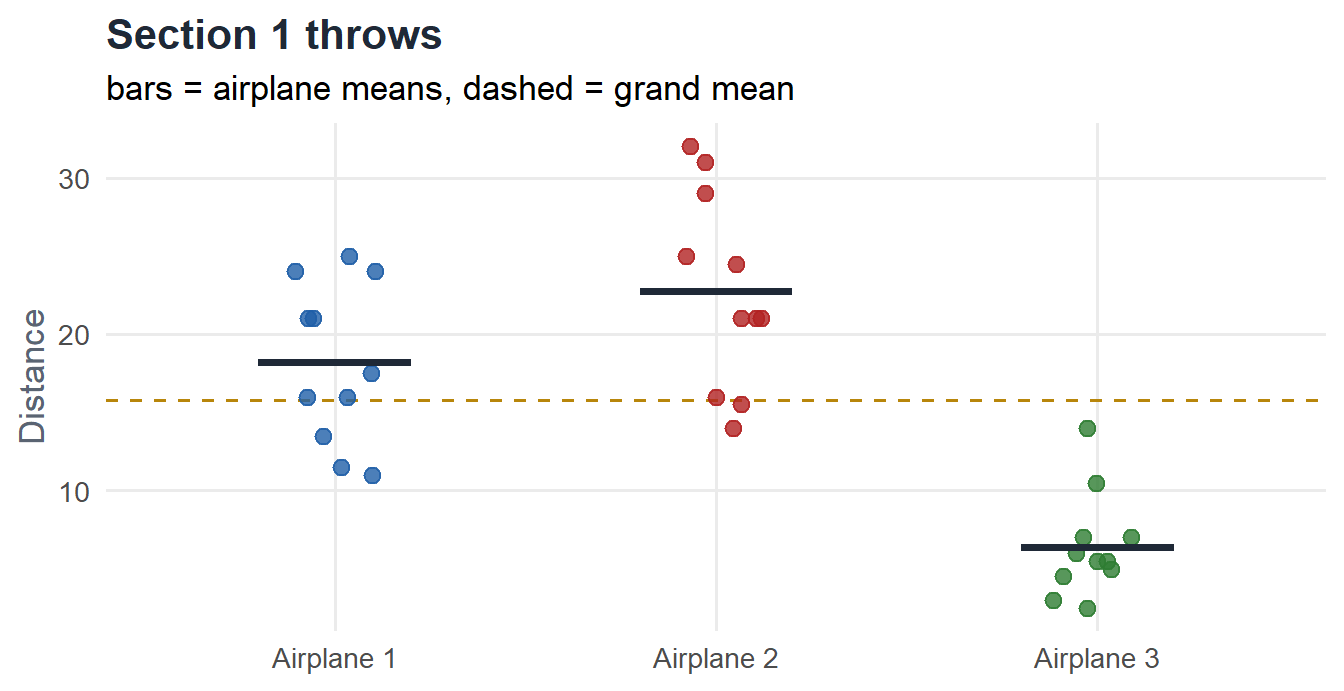 Section 1 throws
bars = airplane means, dashed = grand mean
30
20
10
Distance
Airplane 1
Airplane 2
Airplane 3